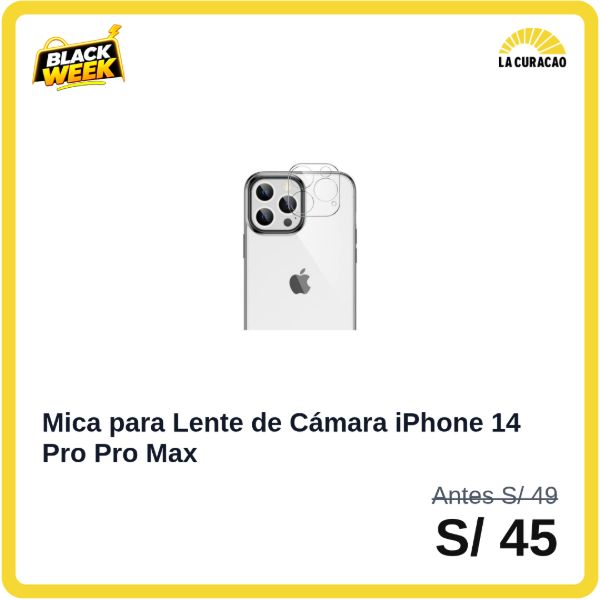 BLACK
WEEK
LA CURACAO
Mica para Lente de Cámara iPhone 14
Pro Pro Max
Antes S/ 49
S/ 45